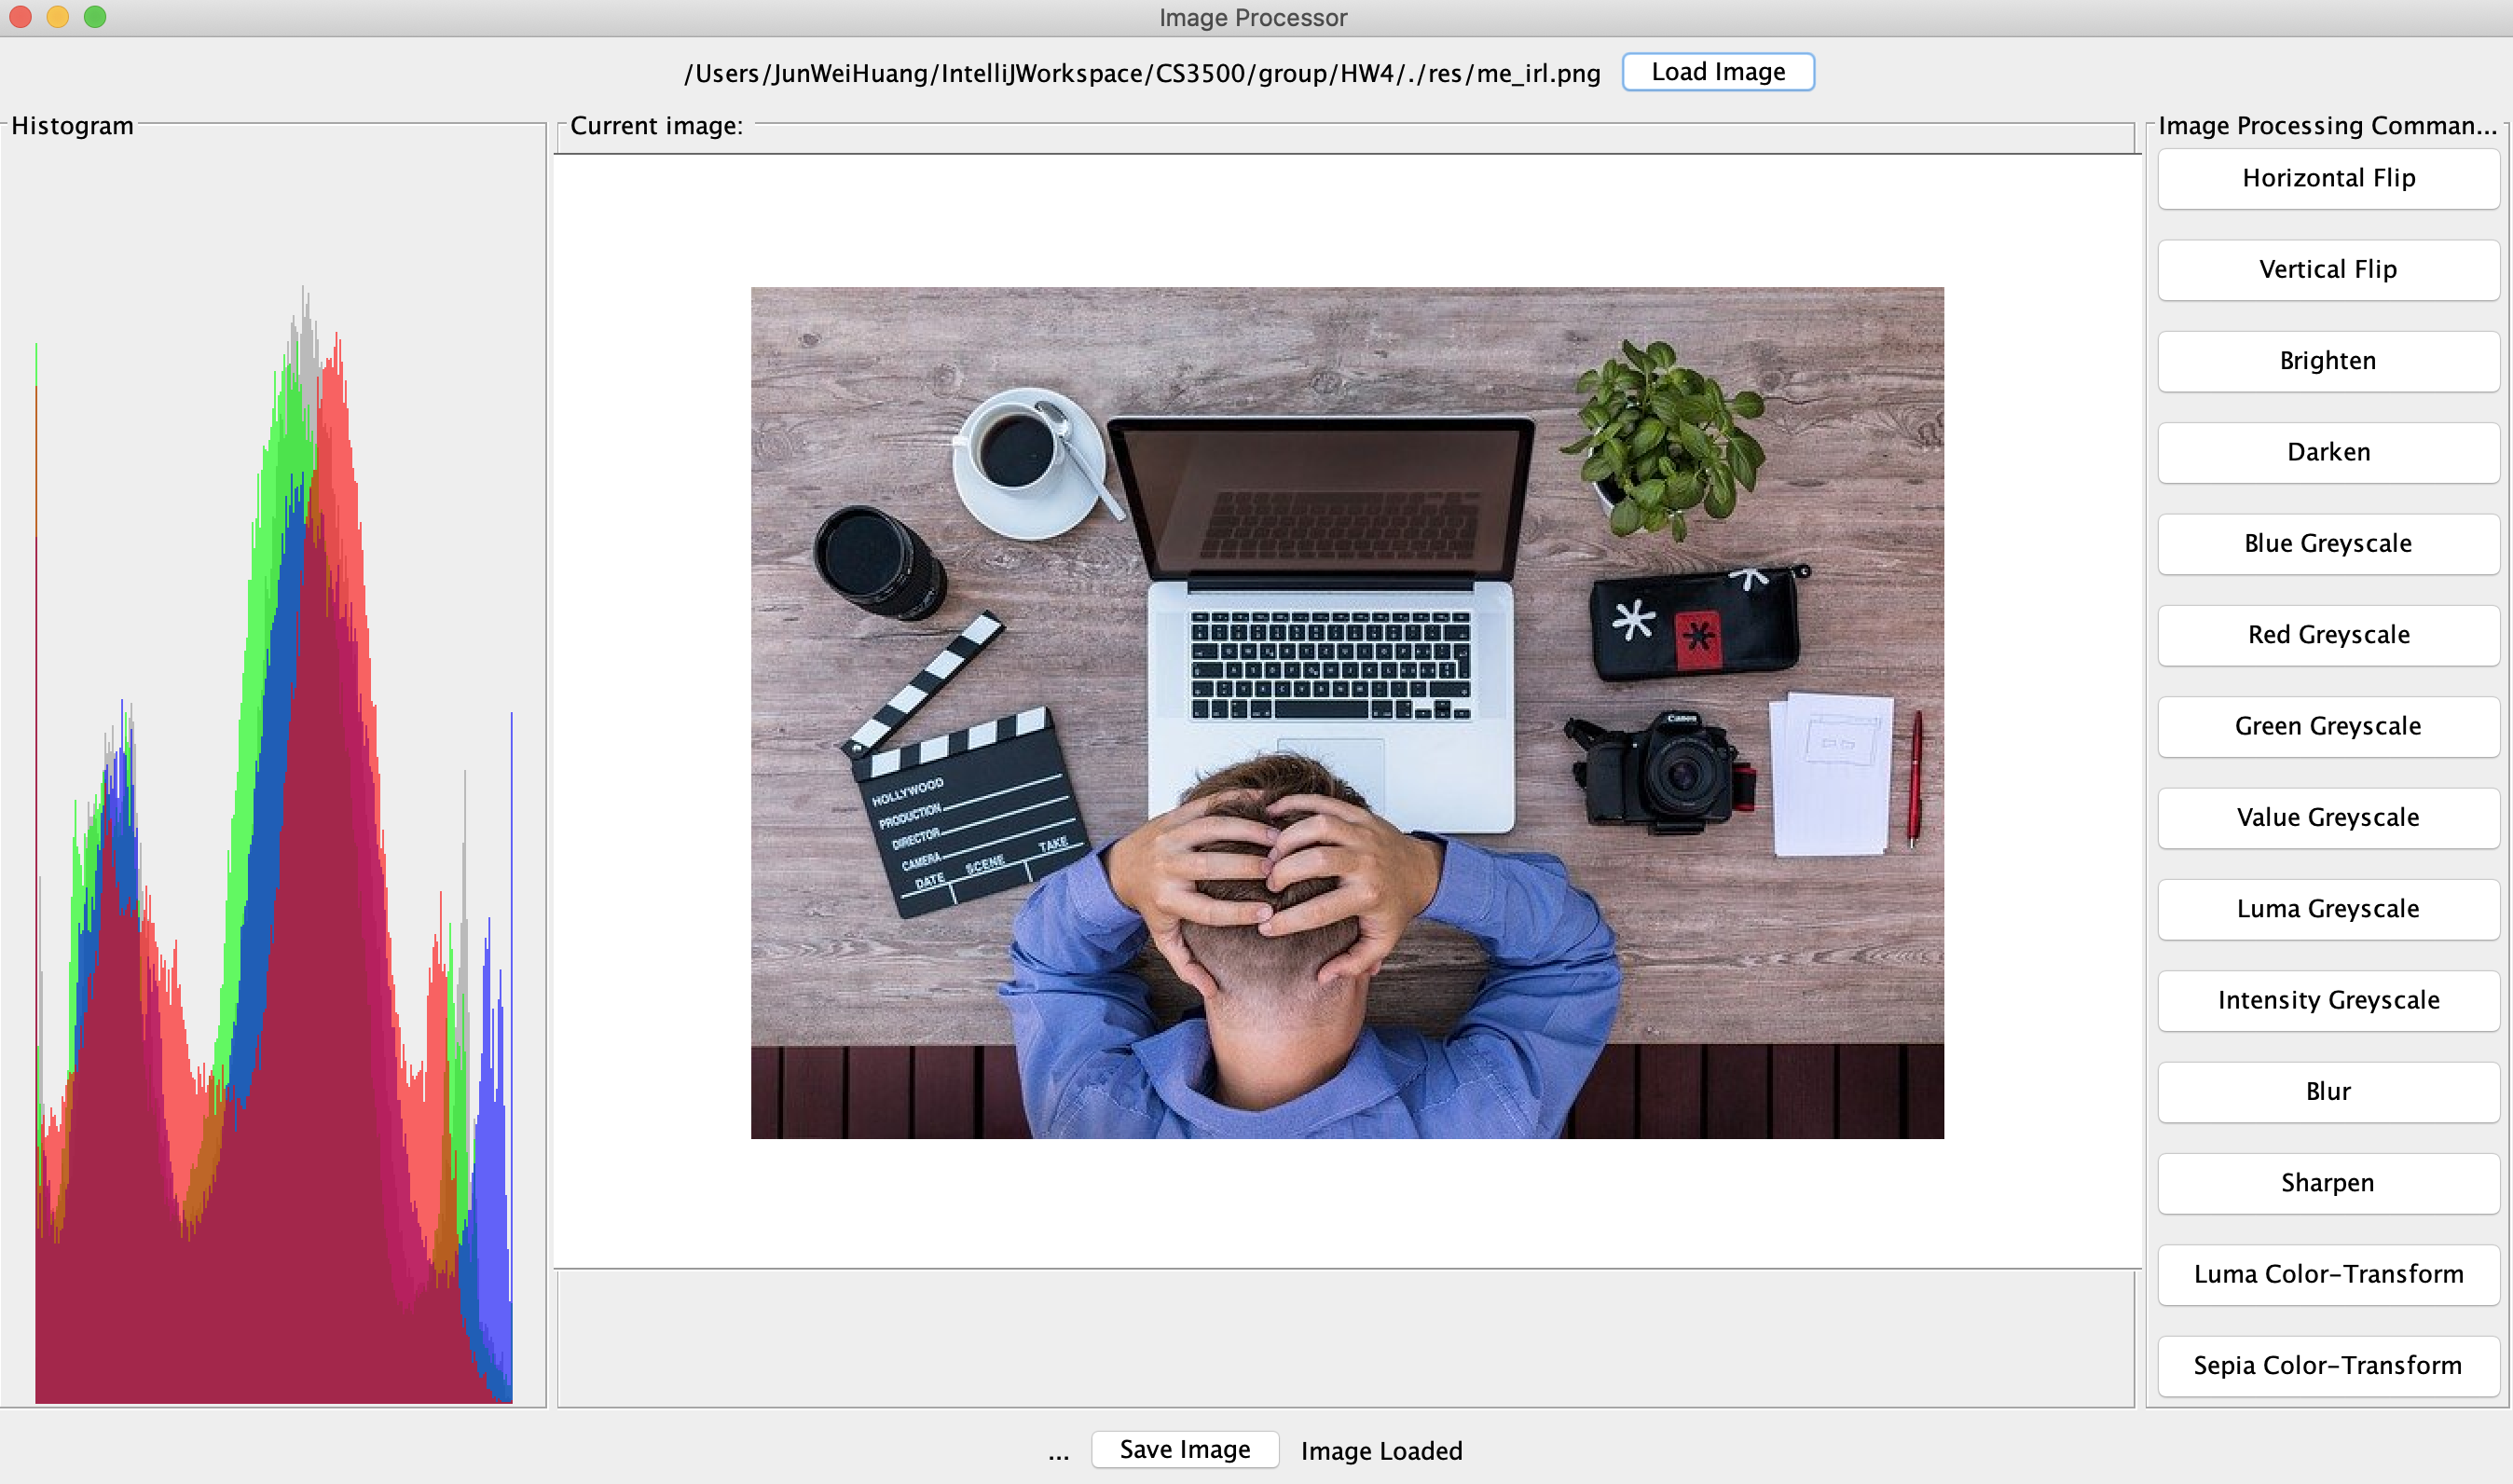 Image Processor
/Users/JunWeiHuang/IntelliJWorkspace/CS3500/group/HW4/./res/me_irl.png Load Image
Histogram
Current image:
HOLLYWOOD
PRODUCTION
DIRECTOR
CAMERA
DATE SCENE TAKE
Canon
Image Processing Comman...
Horizontal Flip
Vertical Flip
Brighten
Darken
Blue Greyscale
Red Greyscale
Green Greyscale
Value Greyscale
Luma Greyscale
Intensity Greyscale
Blur
Sharpen
Luma Color-Transform
Sepia Color-Transform
... Save Image Image Loaded